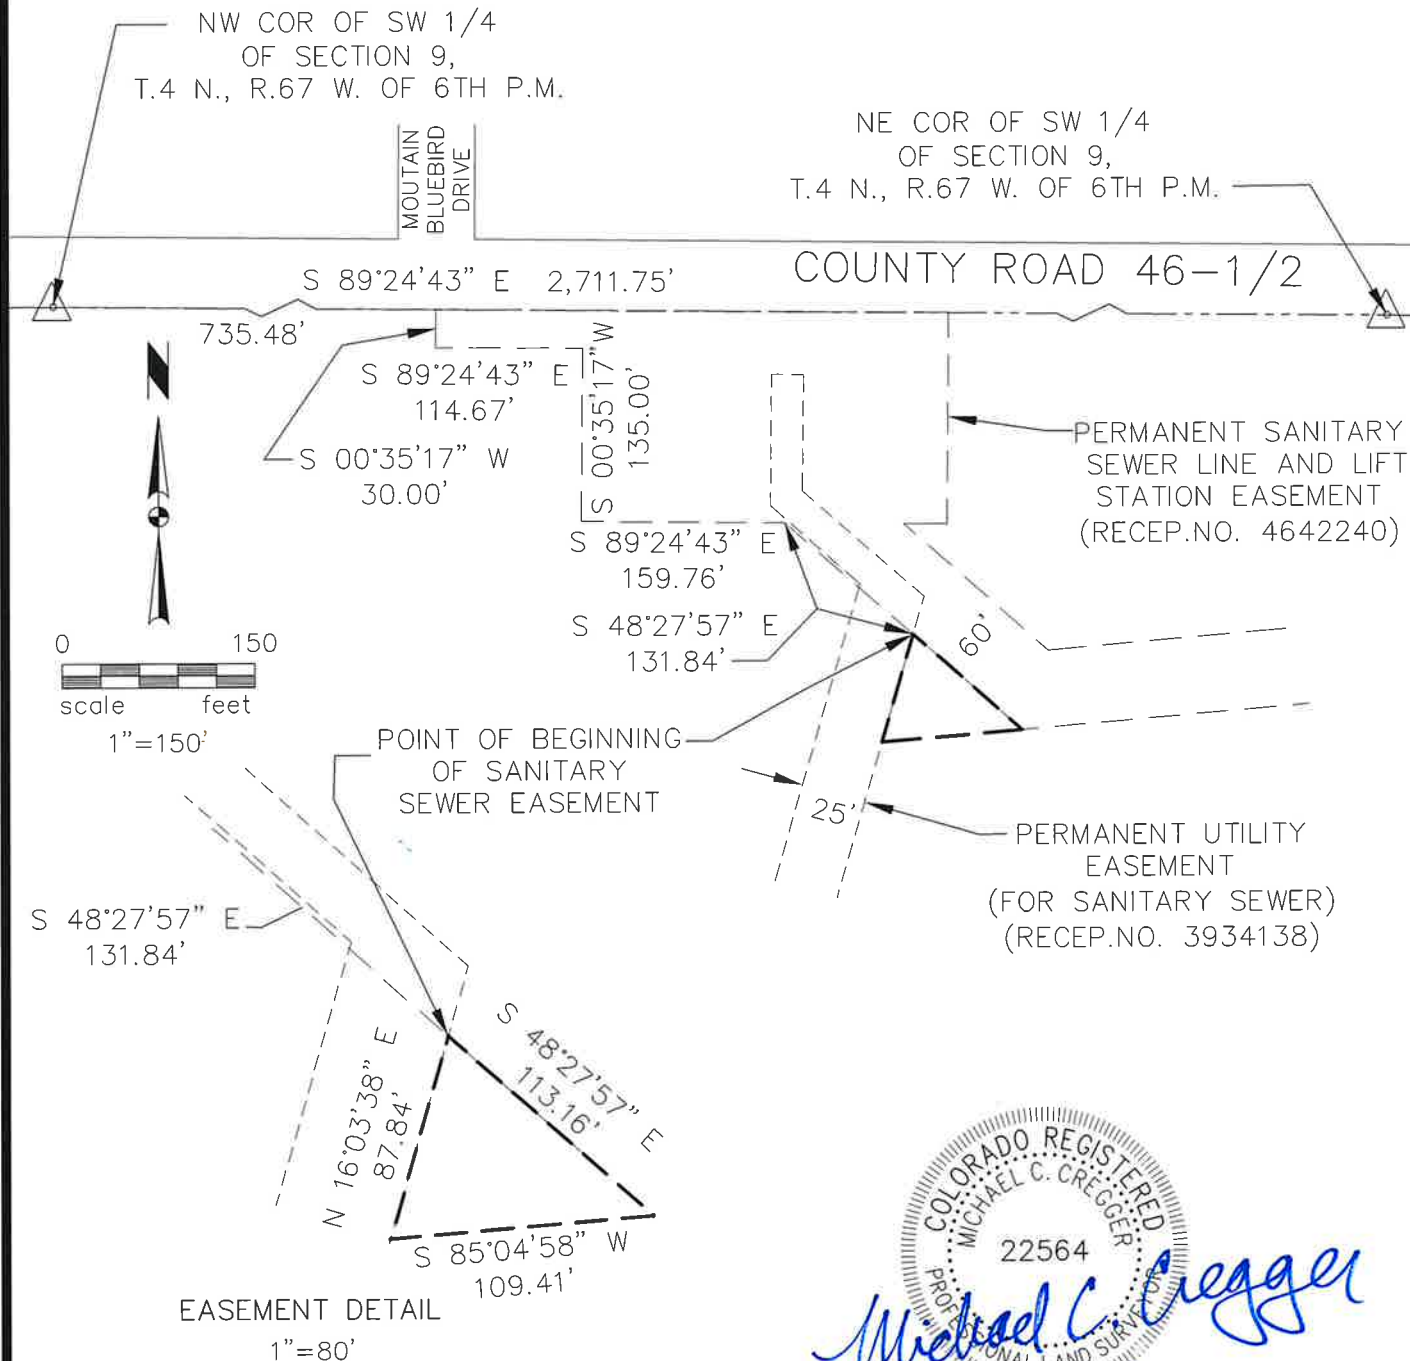 NW COR OF SW 1/4
OF SECTION 9,
T.4 N., R.67 W. OF 6TH P.M.
MOUTAIN
BLUEBIRD
DRIVE
NE COR OF SW 1/4
OF SECTION 9,
T.4 N., R.67 W. OF 6TH P.M.
S 89°24'43" E 2,711.75'
COUNTY ROAD 46-1/2
735.48'
N
S 89°24'43" E
114.67'
S 00°35'17" W
135.00'
S 00°35'17" W
30.00'
PERMANENT SANITARY
SEWER LINE AND LIFT
STATION EASEMENT
(RECEP.NO. 4642240)
S 89°24'43" E
159.76'
S 48°27'57" E
131.84'
60'
0 150
scale feet
1"=150'
POINT OF BEGINNING
OF SANITARY
SEWER EASEMENT
25'
PERMANENT UTILITY
EASEMENT
(FOR SANITARY SEWER)
(RECEP.NO. 3934138)
S 48°27'57" E
131.84'
S 48°27'57" E
113.16'
N 16°03'38" E
87.84'
S 85°04'58" W
109.41'
EASEMENT DETAIL
1"=80'
COLORADO REGISTERED
MICHAEL C. CREGGER
22564
PROFESSIONAL LAND SURVEYOR
Michael C. Cregger